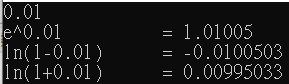 0.01
e^0.01 = 1.01005
ln(1-0.01) = -0.0100503
ln(1+0.01) = 0.00995033